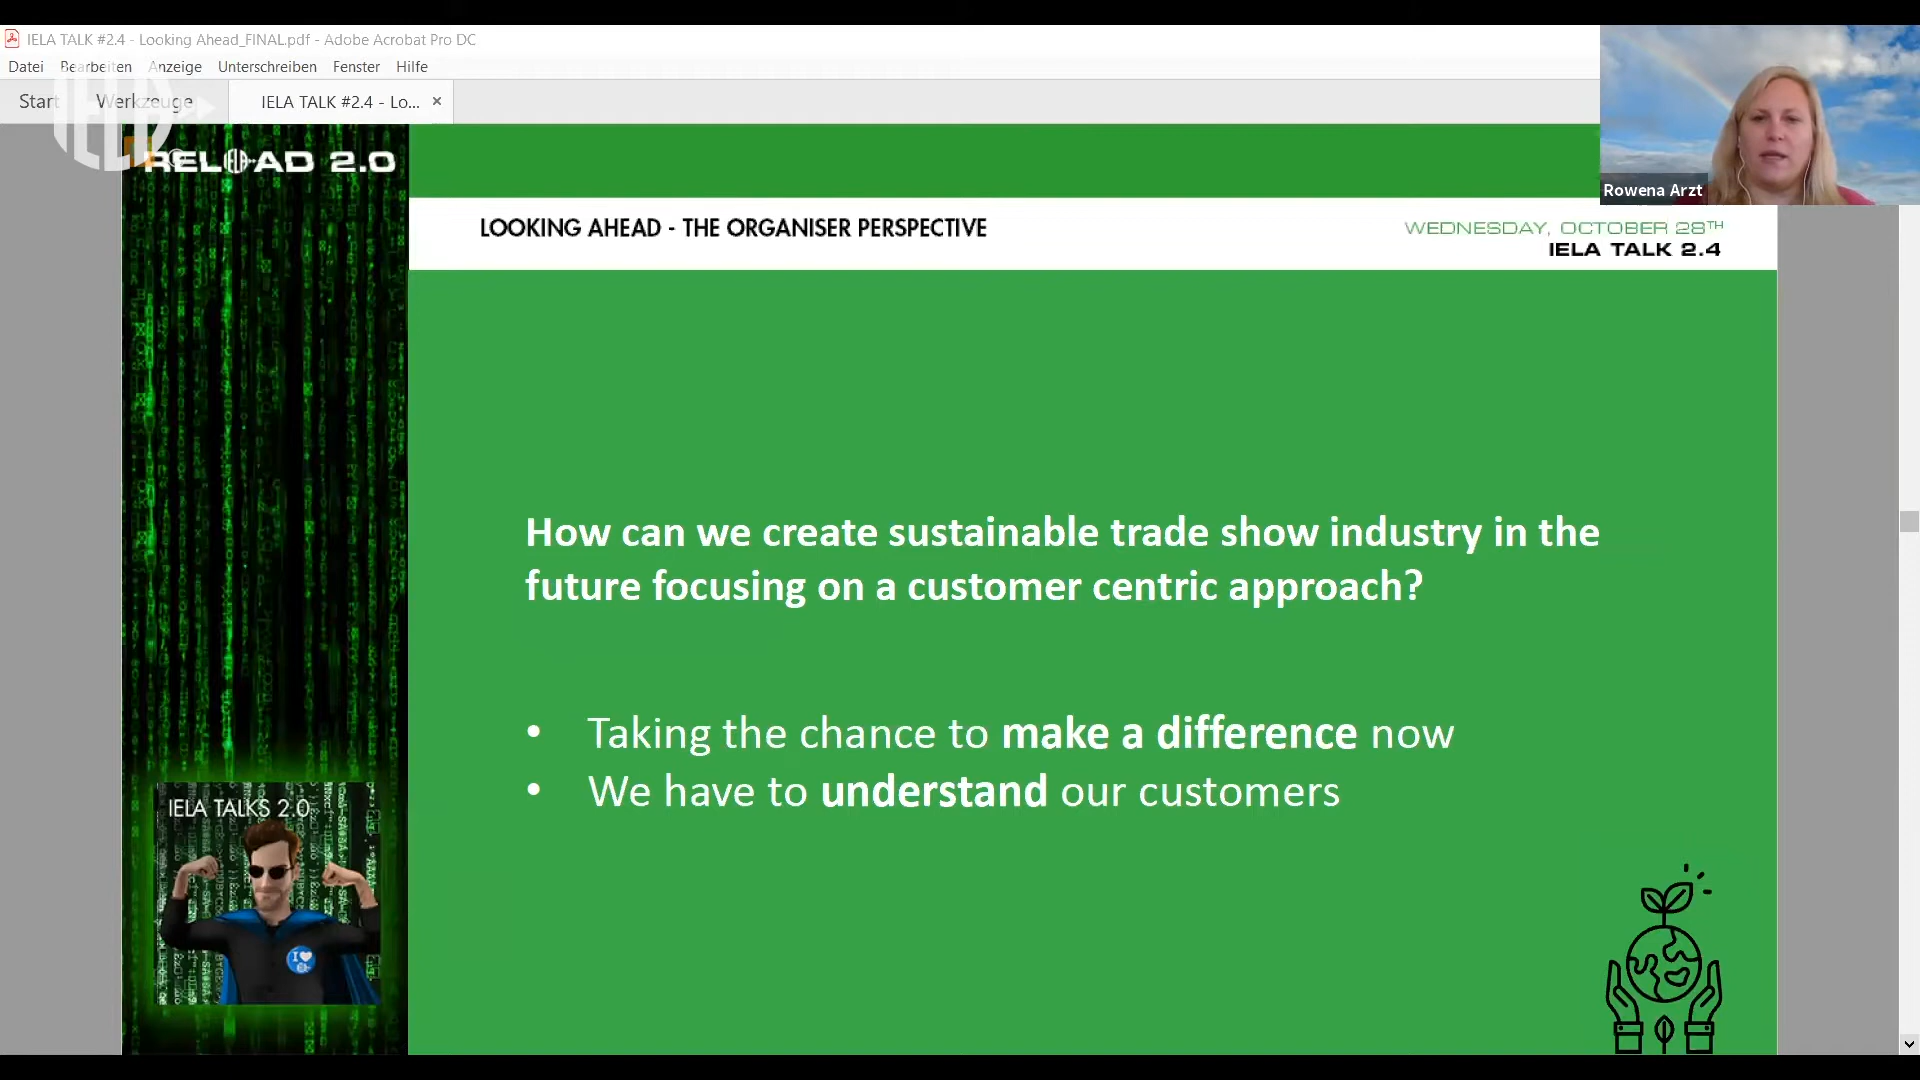 IELA TALK #2.4 - Looking Ahead_FINAL.pdf - Adobe Acrobat Pro DC
Datei Bearbeiten Anzeige Unterschreiben Fenster Hilfe
Start Werkzeuge IELA TALK #2.4 - Lo... ×
IELA
RELOAD 2.0
Rowena Arzt
LOOKING AHEAD - THE ORGANISER PERSPECTIVE
WEDNESDAY, OCTOBER 28TH
IELA TALK 2.4
How can we create sustainable trade show industry in the
future focusing on a customer centric approach?
• Taking the chance to make a difference now
• We have to understand our customers
IELA TALKS 2.0
I